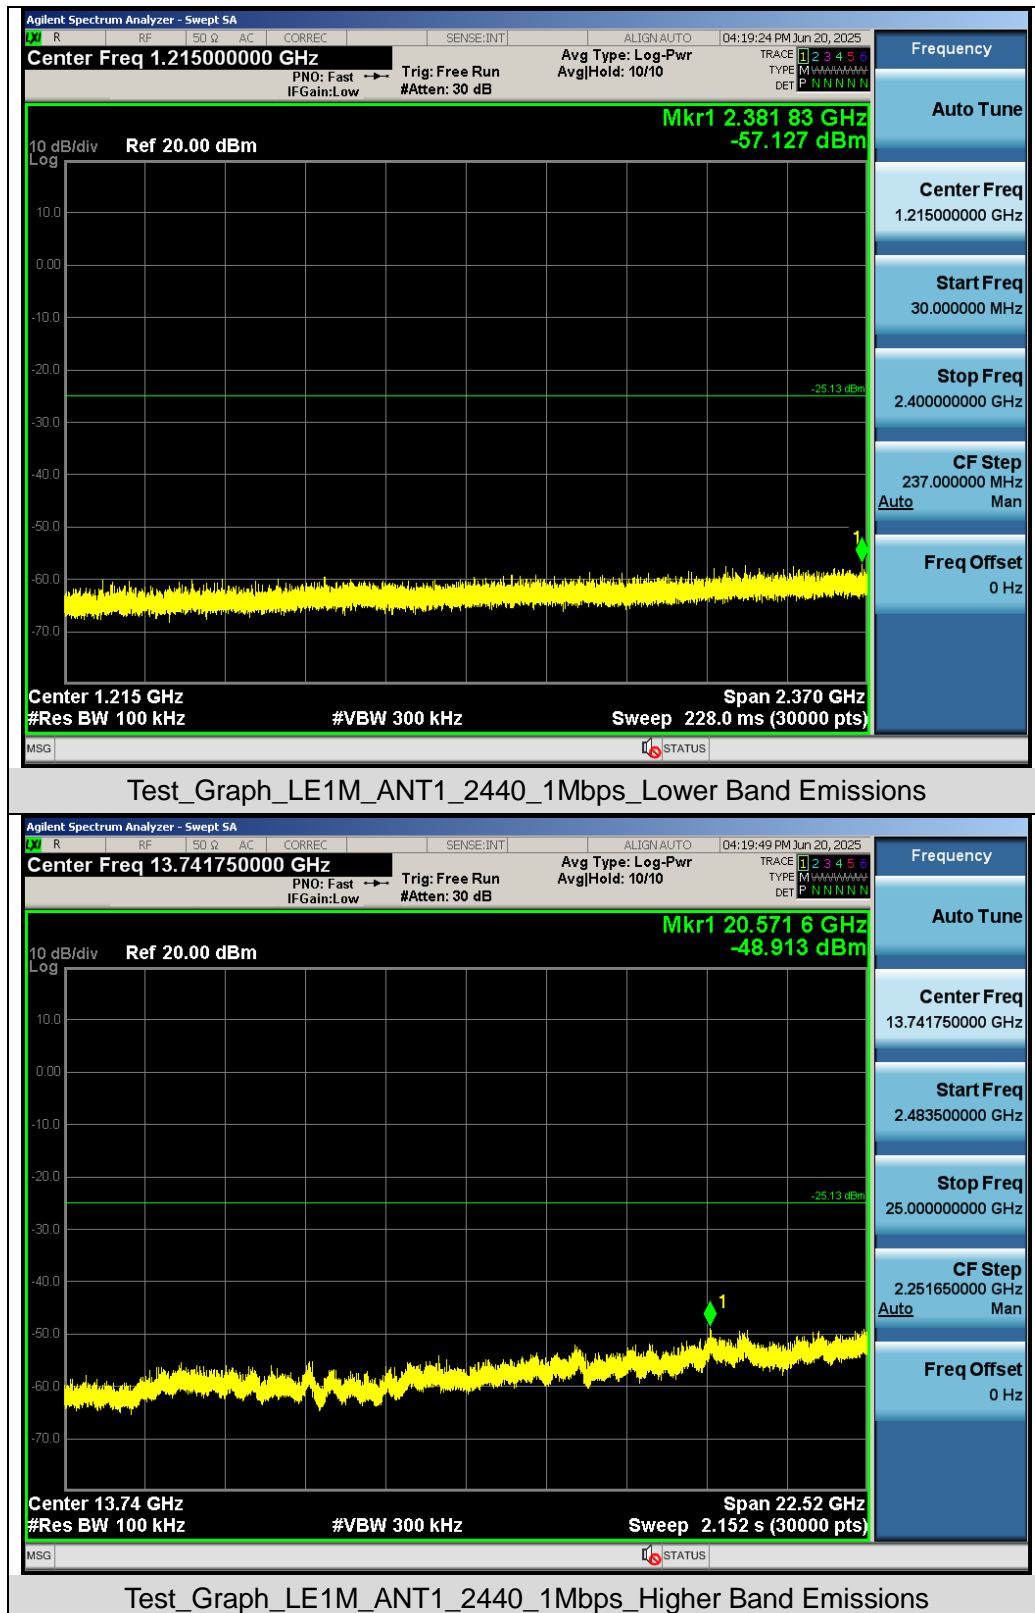 Agilent Spectrum Analyzer - Swept SA
LXI R RF 50 Ω AC CORREC SENSE:INT ALIGN AUTO 04:19:24 PM Jun 20, 2025
Center Freq 1.215000000 GHz
PNO: Fast
IFGain:Low
Trig: Free Run
#Atten: 30 dB
Avg Type: Log-Pwr
Avg|Hold: 10/10
TRACE 1 2 3 4 5 6
TYPE M
DET P N N N N N
Mkr1 2.381 83 GHz
-57.127 dBm
10 dB/div Ref 20.00 dBm
Log
10.0
0.00
-10.0
-20.0
-25.13 dBm
-30.0
-40.0
-50.0
1
-60.0
-70.0
Center 1.215 GHz Span 2.370 GHz
#Res BW 100 kHz #VBW 300 kHz Sweep 228.0 ms (30000 pts)
MSG STATUS
Frequency
Auto Tune
Center Freq
1.215000000 GHz
Start Freq
30.000000 MHz
Stop Freq
2.400000000 GHz
CF Step
237.000000 MHz
Auto Man
Freq Offset
0 Hz
Test_Graph_LE1M_ANT1_2440_1Mbps_Lower Band Emissions
Agilent Spectrum Analyzer - Swept SA
LXI R RF 50 Ω AC CORREC SENSE:INT ALIGN AUTO 04:19:49 PM Jun 20, 2025
Center Freq 13.741750000 GHz
PNO: Fast
IFGain:Low
Trig: Free Run
#Atten: 30 dB
Avg Type: Log-Pwr
Avg|Hold: 10/10
TRACE 1 2 3 4 5 6
TYPE M
DET P N N N N N
Mkr1 20.571 6 GHz
-48.913 dBm
10 dB/div Ref 20.00 dBm
Log
10.0
0.00
-10.0
-20.0
-25.13 dBm
-30.0
-40.0
1
-50.0
-60.0
-70.0
Center 13.74 GHz Span 22.52 GHz
#Res BW 100 kHz #VBW 300 kHz Sweep 2.152 s (30000 pts)
MSG STATUS
Frequency
Auto Tune
Center Freq
13.741750000 GHz
Start Freq
2.483500000 GHz
Stop Freq
25.000000000 GHz
CF Step
2.251650000 GHz
Auto Man
Freq Offset
0 Hz
Test_Graph_LE1M_ANT1_2440_1Mbps_Higher Band Emissions